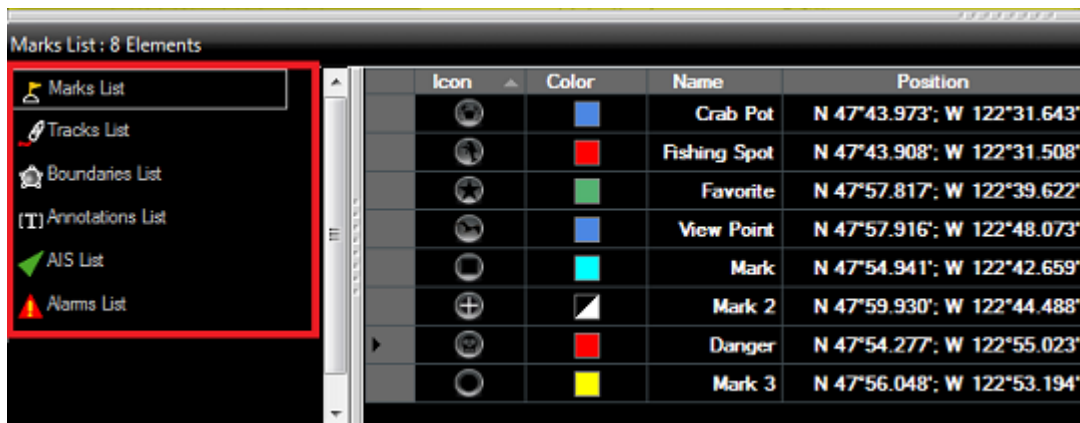 Marks List : 8 Elements
Marks List
Tracks List
Boundaries List
[T] Annotations List
AIS List
Alarms List
Icon Color Name Position
Crab Pot N 47°43.973'; W 122°31.643'
Fishing Spot N 47°43.908'; W 122°31.508'
Favorite N 47°57.817'; W 122°39.622'
View Point N 47°57.916'; W 122°48.073'
Mark N 47°54.941'; W 122°42.659'
Mark 2 N 47°59.930'; W 122°44.488'
Danger N 47°54.277'; W 122°55.023'
Mark 3 N 47°56.048'; W 122°53.194'